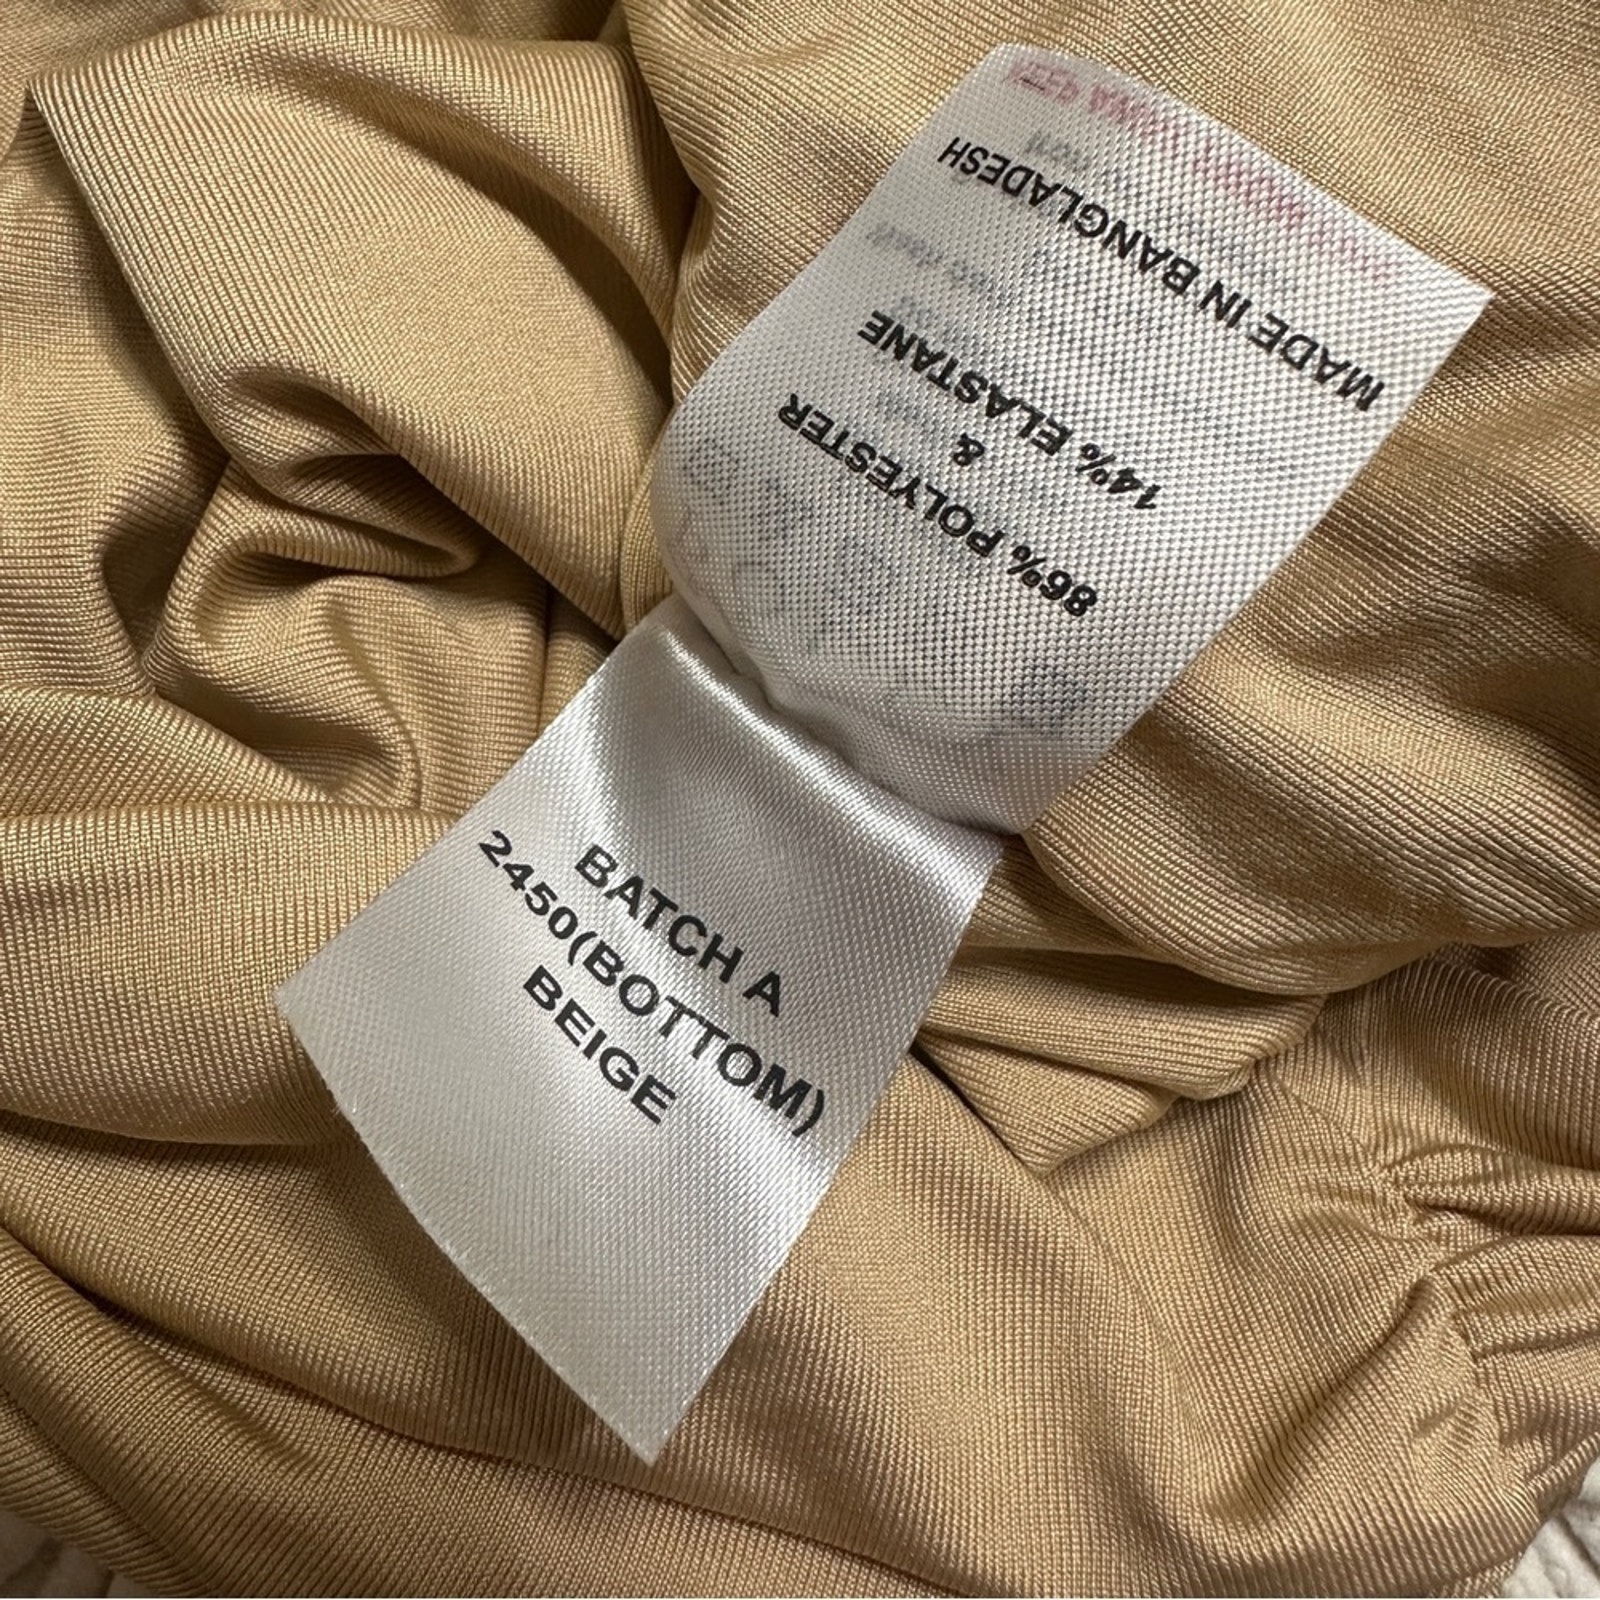 86% POLYESTER
&
14% ELASTANE
MADE IN BANGLADESH
BATCH A
2450(BOTTOM)
BEIGE